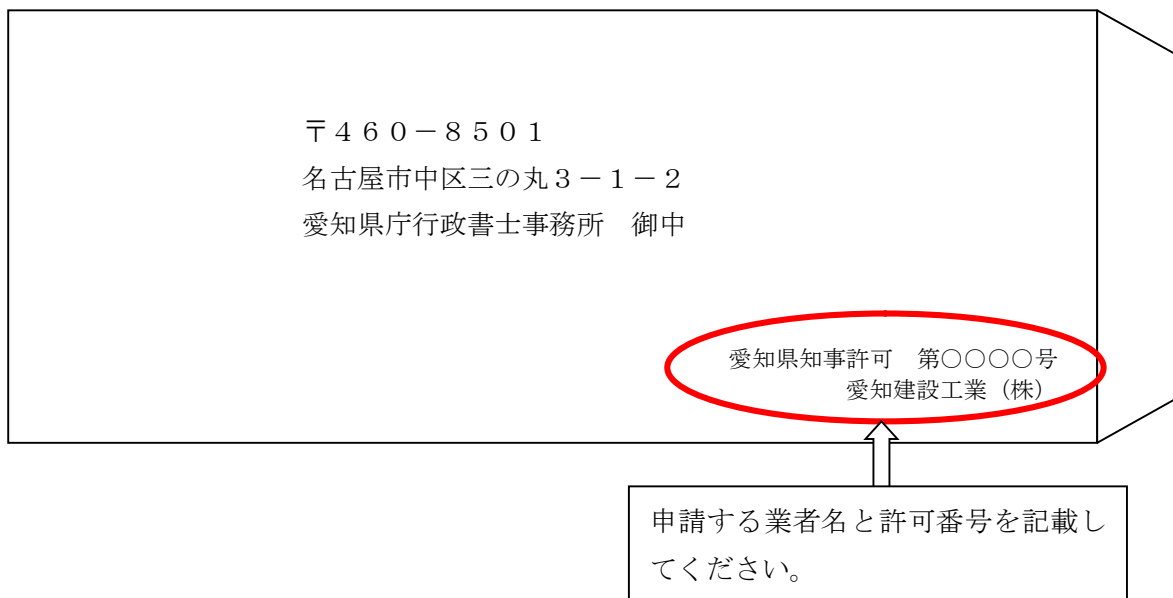 〒４６０－８５０１
名古屋市中区三の丸３－１－２
愛知県庁行政書士事務所　御中
愛知県知事許可　第○○○○号
愛知建設工業（株）
申請する業者名と許可番号を記載し
てください。